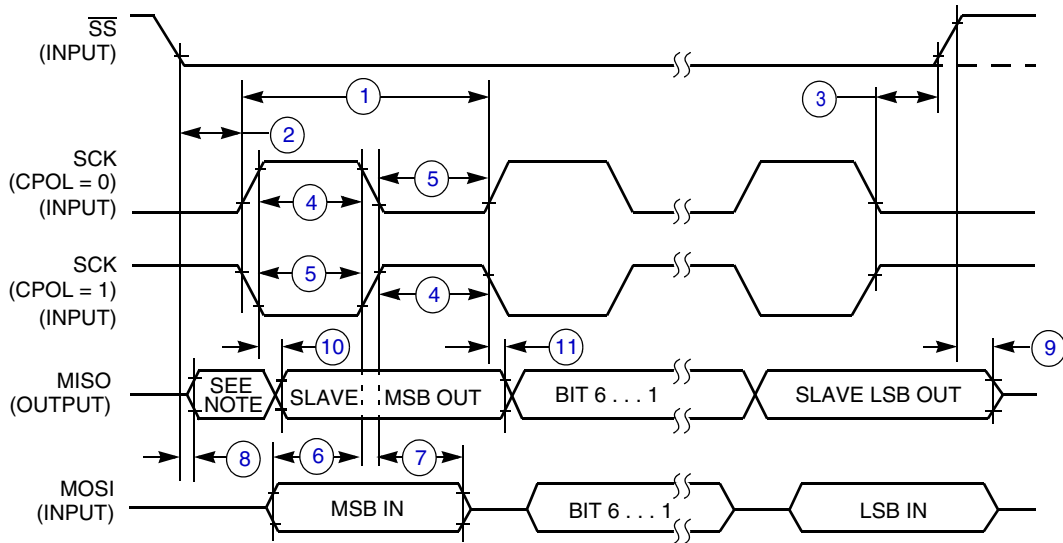 SS
(INPUT)
1
3
2
SCK
(CPOL = 0)
(INPUT)
5
4
SCK
(CPOL = 1)
(INPUT)
5
4
10
11
9
MISO
(OUTPUT)
SEE
NOTE
SLAVE
MSB OUT
BIT 6 . . . 1
SLAVE LSB OUT
8
6
7
MOSI
(INPUT)
MSB IN
BIT 6 . . . 1
LSB IN